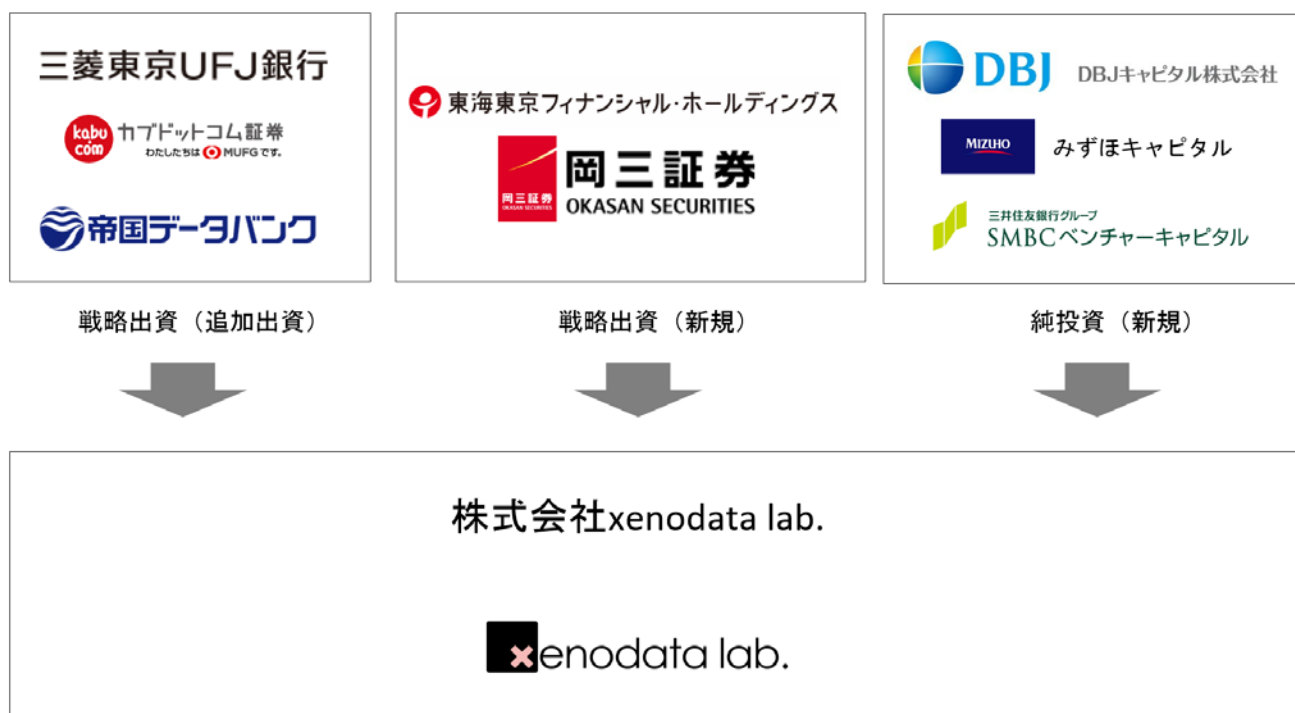 三菱東京UFJ銀行
kabu.com
カブドットコム証券
わたしたちは MUFGです。
帝国データバンク
戦略出資（追加出資）
東海東京フィナンシャル・ホールディングス
岡三証券
OKASAN SECURITIES
岡三証券
OKASAN SECURITIES
戦略出資（新規）
DBJ
DBJキャピタル株式会社
MIZUHO
みずほキャピタル
三井住友銀行グループ
SMBCベンチャーキャピタル
純投資（新規）
株式会社xenodata lab.
xenodata lab.